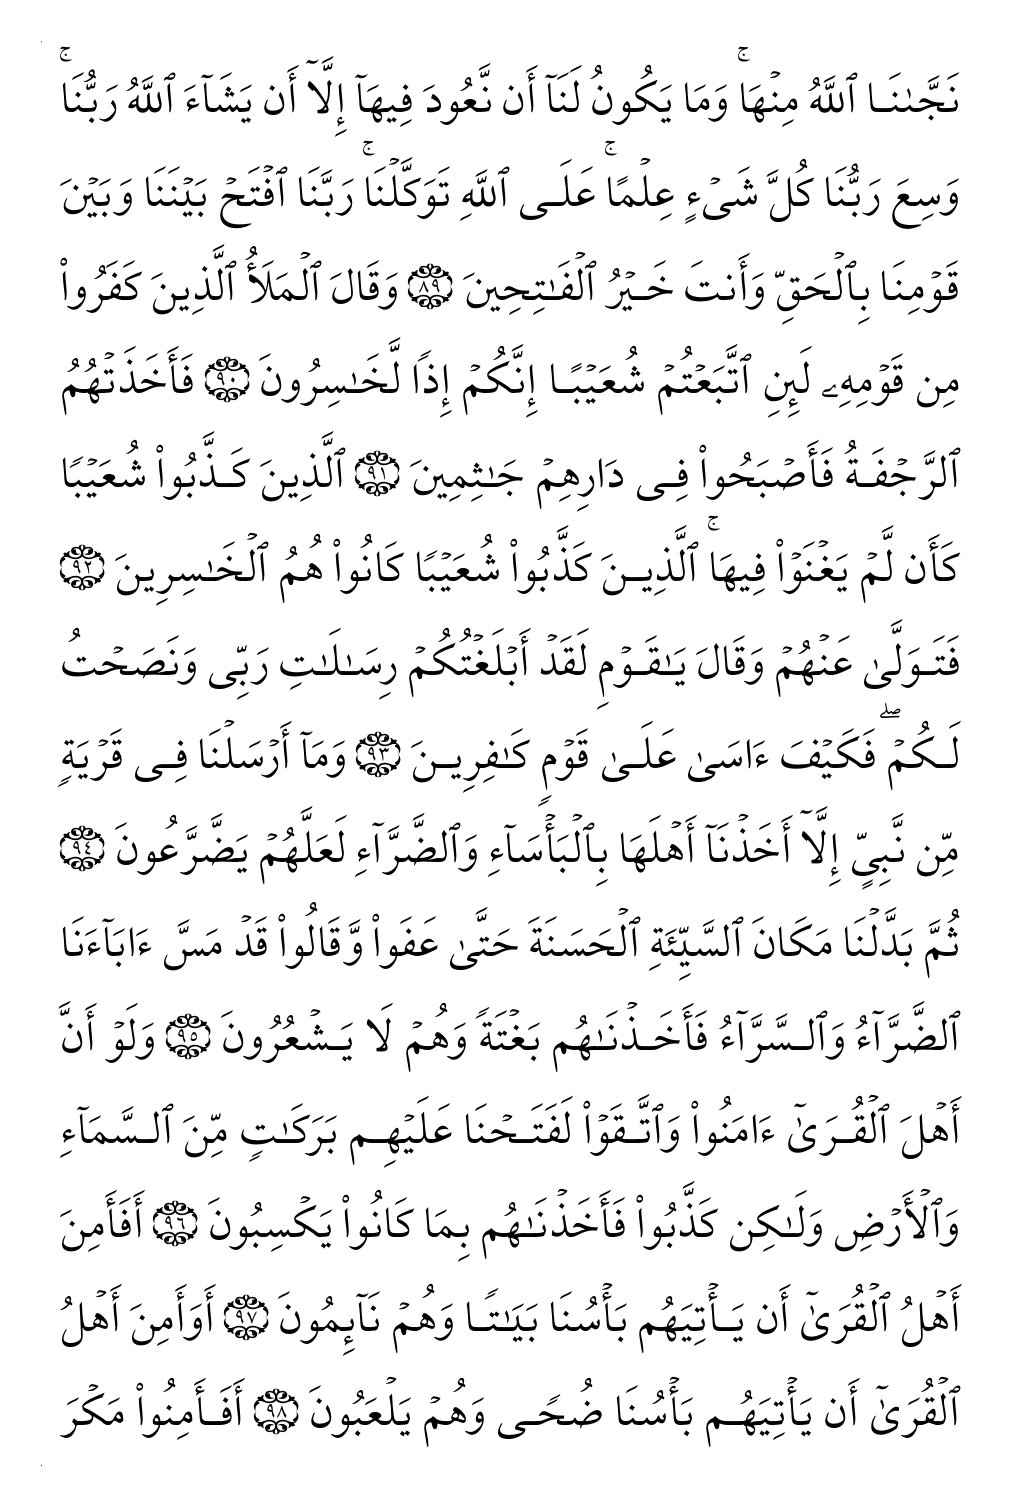 نَجَّىٰنَا ٱللَّهُ مِنۡهَاۚ وَمَا يَكُونُ لَنَآ أَن نَّعُودَ فِيهَآ إِلَّآ أَن يَشَآءَ ٱللَّهُ رَبُّنَاۚ
وَسِعَ رَبُّنَا كُلَّ شَيۡءٍ عِلۡمًاۚ عَلَى ٱللَّهِ تَوَكَّلۡنَاۚ رَبَّنَا ٱفۡتَحۡ بَيۡنَنَا وَبَيۡنَ
قَوۡمِنَا بِٱلۡحَقِّ وَأَنتَ خَيۡرُ ٱلۡفَٰتِحِينَ ٨٩ وَقَالَ ٱلۡمَلَأُ ٱلَّذِينَ كَفَرُواْ
مِن قَوۡمِهِۦ لَئِنِ ٱتَّبَعۡتُمۡ شُعَيۡبًا إِنَّكُمۡ إِذٗا لَّخَٰسِرُونَ ٩٠ فَأَخَذَتۡهُمُ
ٱلرَّجۡفَةُ فَأَصۡبَحُواْ فِي دَارِهِمۡ جَٰثِمِينَ ٩١ ٱلَّذِينَ كَذَّبُواْ شُعَيۡبٗا
كَأَن لَّمۡ يَغۡنَوۡاْ فِيهَاۚ ٱلَّذِينَ كَذَّبُواْ شُعَيۡبٗا كَانُواْ هُمُ ٱلۡخَٰسِرِينَ ٩٢
فَتَوَلَّىٰ عَنۡهُمۡ وَقَالَ يَٰقَوۡمِ لَقَدۡ أَبۡلَغۡتُكُمۡ رِسَٰلَٰتِ رَبِّي وَنَصَحۡتُ
لَكُمۡۖ فَكَيۡفَ ءَاسَىٰ عَلَىٰ قَوۡمٖ كَٰفِرِينَ ٩٣ وَمَآ أَرۡسَلۡنَا فِي قَرۡيَةٖ
مِّن نَّبِيٍّ إِلَّآ أَخَذۡنَآ أَهۡلَهَا بِٱلۡبَأۡسَآءِ وَٱلضَّرَّآءِ لَعَلَّهُمۡ يَضَّرَّعُونَ ٩٤
ثُمَّ بَدَّلۡنَا مَكَانَ ٱلسَّيِّئَةِ ٱلۡحَسَنَةَ حَتَّىٰ عَفَواْ وَّقَالُواْ قَدۡ مَسَّ ءَابَآءَنَا
ٱلضَّرَّآءُ وَٱلسَّرَّآءُ فَأَخَذۡنَٰهُم بَغۡتَةٗ وَهُمۡ لَا يَشۡعُرُونَ ٩٥ وَلَوۡ أَنَّ
أَهۡلَ ٱلۡقُرَىٰٓ ءَامَنُواْ وَٱتَّقَوۡاْ لَفَتَحۡنَا عَلَيۡهِم بَرَكَٰتٖ مِّنَ ٱلسَّمَآءِ
وَٱلۡأَرۡضِ وَلَٰكِن كَذَّبُواْ فَأَخَذۡنَٰهُم بِمَا كَانُواْ يَكۡسِبُونَ ٩٦ أَفَأَمِنَ
أَهۡلُ ٱلۡقُرَىٰٓ أَن يَأۡتِيَهُم بَأۡسُنَا بَيَٰتٗا وَهُمۡ نَآئِمُونَ ٩٧ أَوَأَمِنَ أَهۡلُ
ٱلۡقُرَىٰٓ أَن يَأۡتِيَهُم بَأۡسُنَا ضُحٗى وَهُمۡ يَلۡعَبُونَ ٩٨ أَفَأَمِنُواْ مَكۡرَ